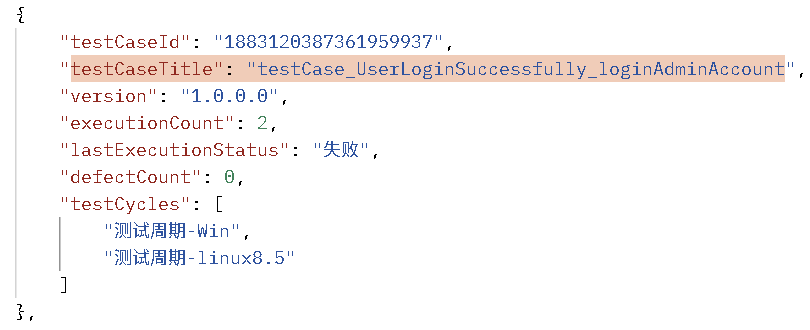 {
"testCaseId": "1883120387361959937",
"testCaseTitle": "testCase_UserLoginSuccessfully_loginAdminAccount",
"version": "1.0.0.0",
"executionCount": 2,
"lastExecutionStatus": "失败",
"defectCount": 0,
"testCycles": [
"测试周期-Win",
"测试周期-linux8.5"
]
},